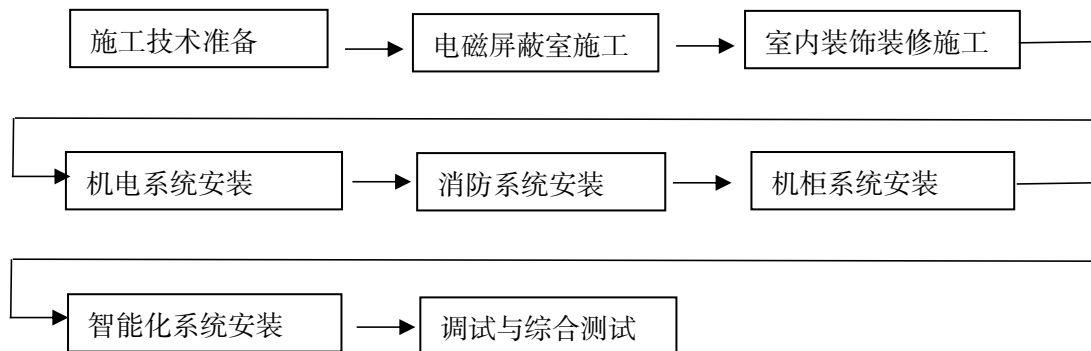 施工技术准备
电磁屏蔽室施工
室内装饰装修施工
机电系统安装
消防系统安装
机柜系统安装
智能化系统安装
调试与综合测试